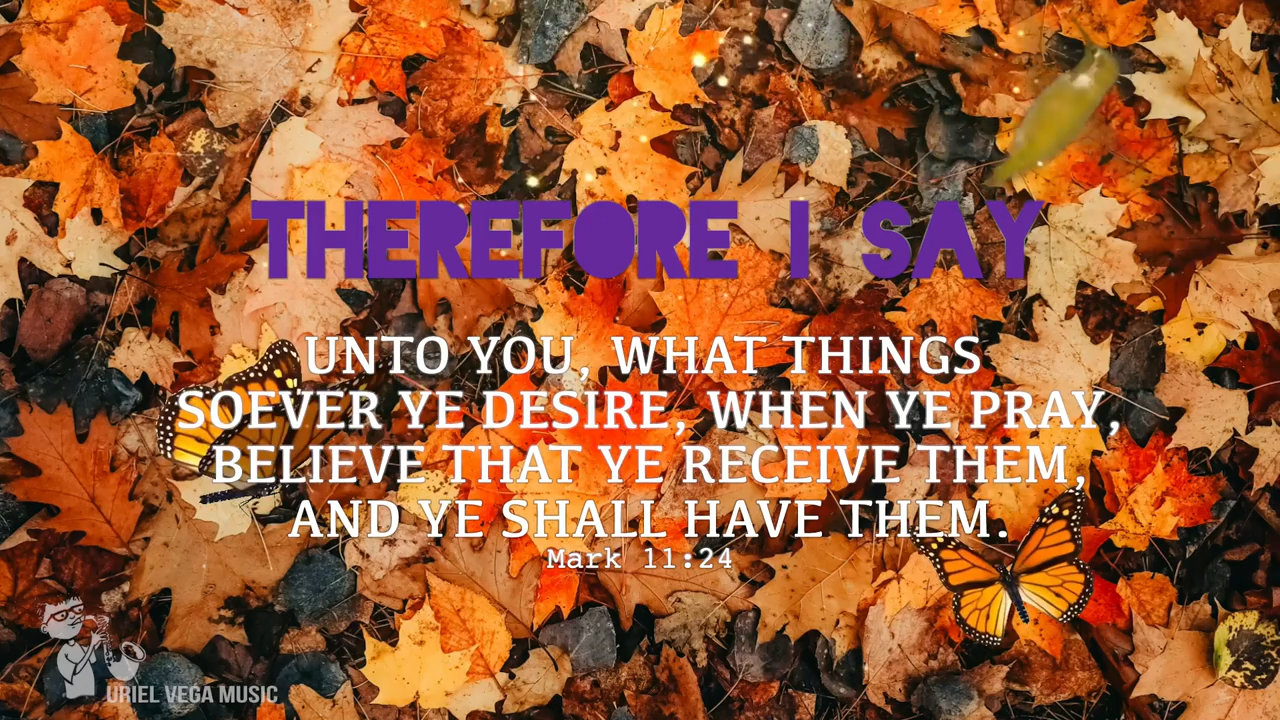 THEREFORE I SAY
UNTO YOU, WHAT THINGS
SOEVER YE DESIRE, WHEN YE PRAY,
BELIEVE THAT YE RECEIVE THEM,
AND YE SHALL HAVE THEM.
Mark 11:24
URIEL VEGA MUSIC